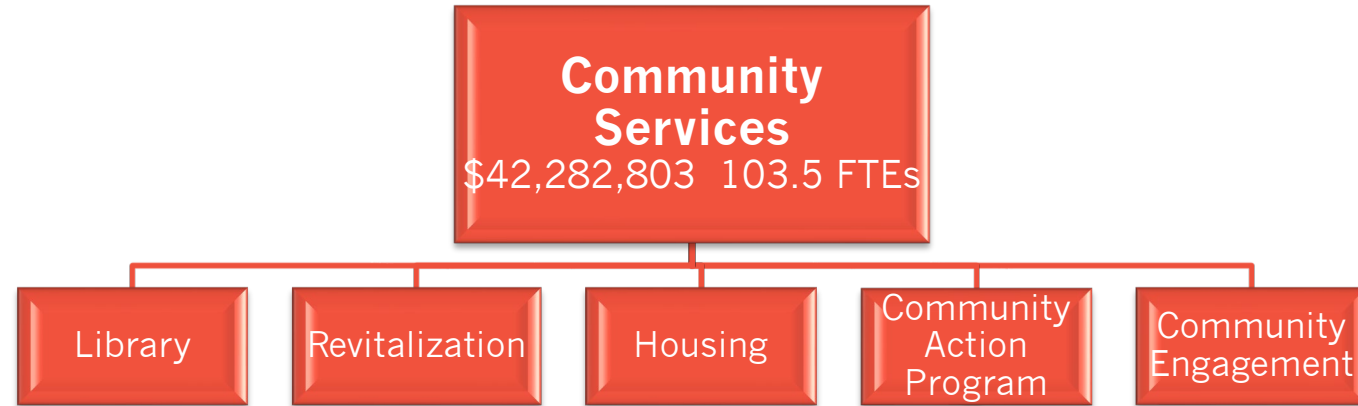 Community
Services
$42,282,803 103.5 FTEs
Library
Revitalization
Housing
Community
Action
Program
Community
Engagement